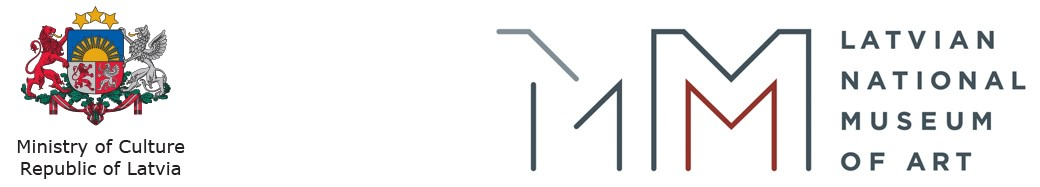 Ministry of Culture
Republic of Latvia
LATVIAN
NATIONAL
MUSEUM
OF ART